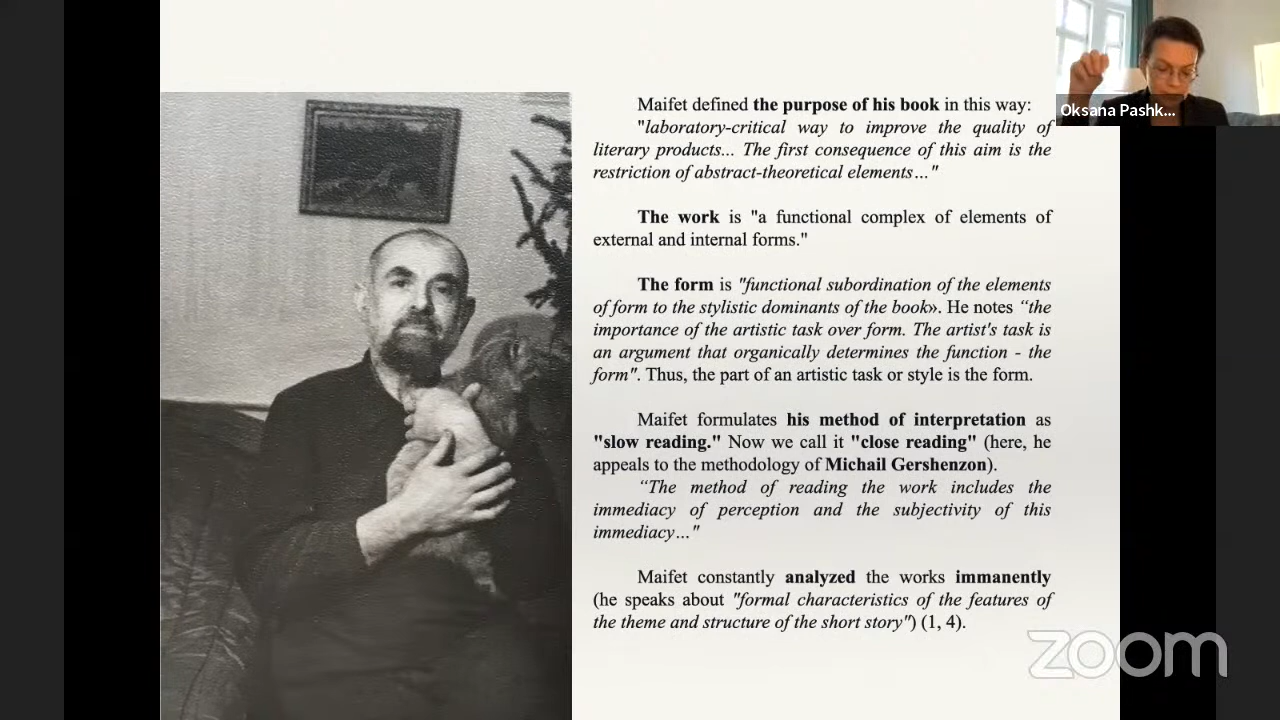 Oksana Pashk...
Maifet defined the purpose of his book in this way:
"laboratory-critical way to improve the quality of
literary products... The first consequence of this aim is the
restriction of abstract-theoretical elements..."
The work is "a functional complex of elements of
external and internal forms."
The form is "functional subordination of the elements
of form to the stylistic dominants of the book». He notes “the
importance of the artistic task over form. The artist's task is
an argument that organically determines the function - the
form". Thus, the part of an artistic task or style is the form.
Maifet formulates his method of interpretation as
"slow reading." Now we call it "close reading" (here, he
appeals to the methodology of Michail Gershenzon).
“The method of reading the work includes the
immediacy of perception and the subjectivity of this
immediacy..."
Maifet constantly analyzed the works immanently
(he speaks about "formal characteristics of the features of
the theme and structure of the short story") (1, 4).
zoom